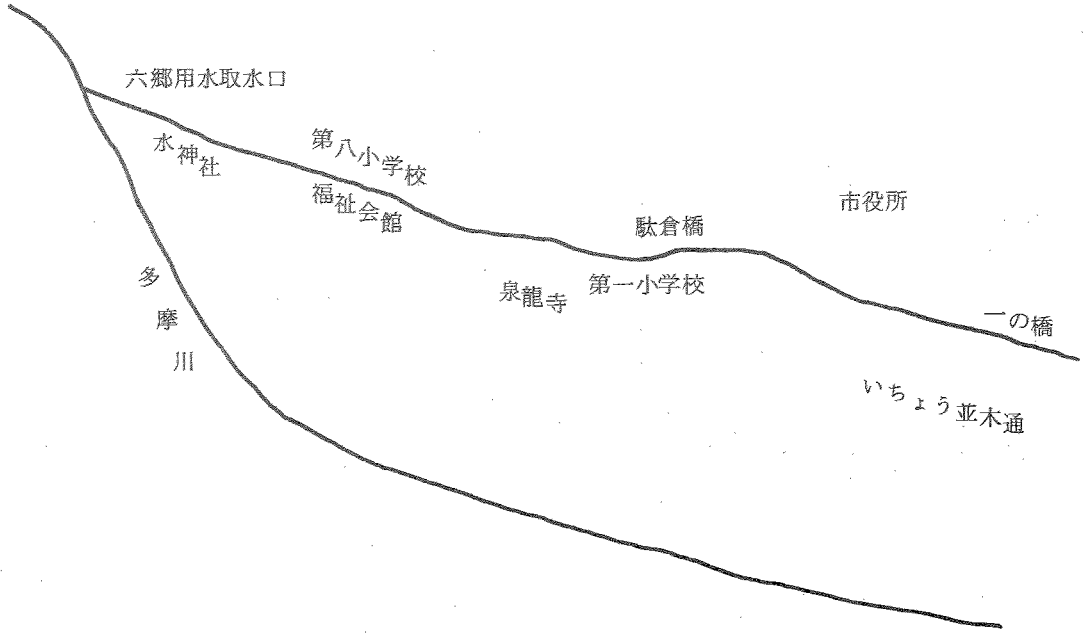 六郷用水取水口
水神社
第八小学校
福祉会館
市役所
駄倉橋
第一小学校
泉龍寺
一の橋
多摩川
いちょう並木通